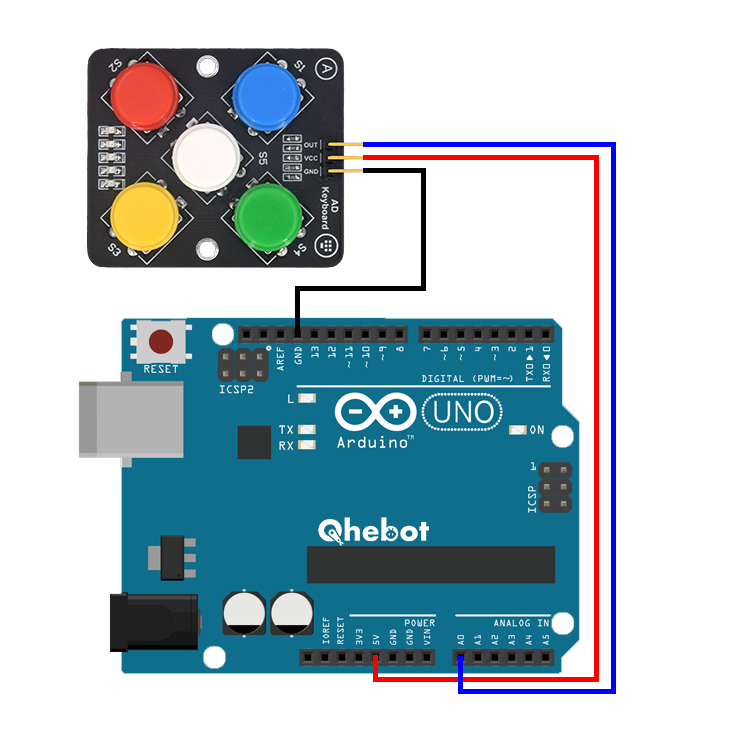 S2
S1
A
OUT
VCC
GND
S5
AD
Keyboard
S3
S4
RESET
ICSP2
AREF
GND
13
12
~11
~10
~9
8
7
~6
~5
4
~3
2
TX0▶1
RX0◀0
DIGITAL (PWM=~)
L
TX
RX
Arduino™
UNO
ON
1
ICSP
Qhebot
POWER
ANALOG IN
IOREF
RESET
3V3
5V
GND
GND
VIN
A0
A1
A2
A3
A4
A5